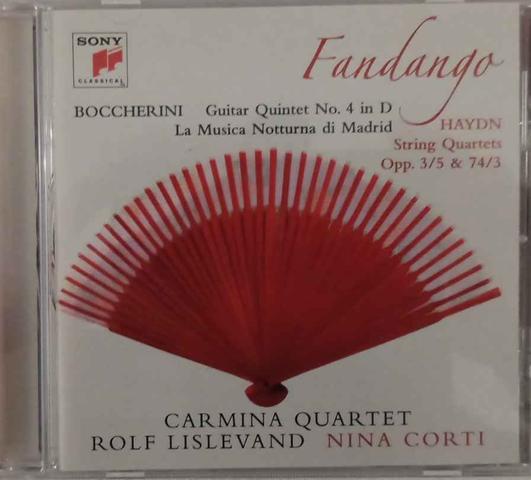 SONY
CLASSICAL
Fandango
BOCCHERINI Guitar Quintet No. 4 in D
La Musica Notturna di Madrid
HAYDN
String Quartets
Opp. 3/5 & 74/3
CARMINA QUARTET
ROLF LISLEVAND NINA CORTI